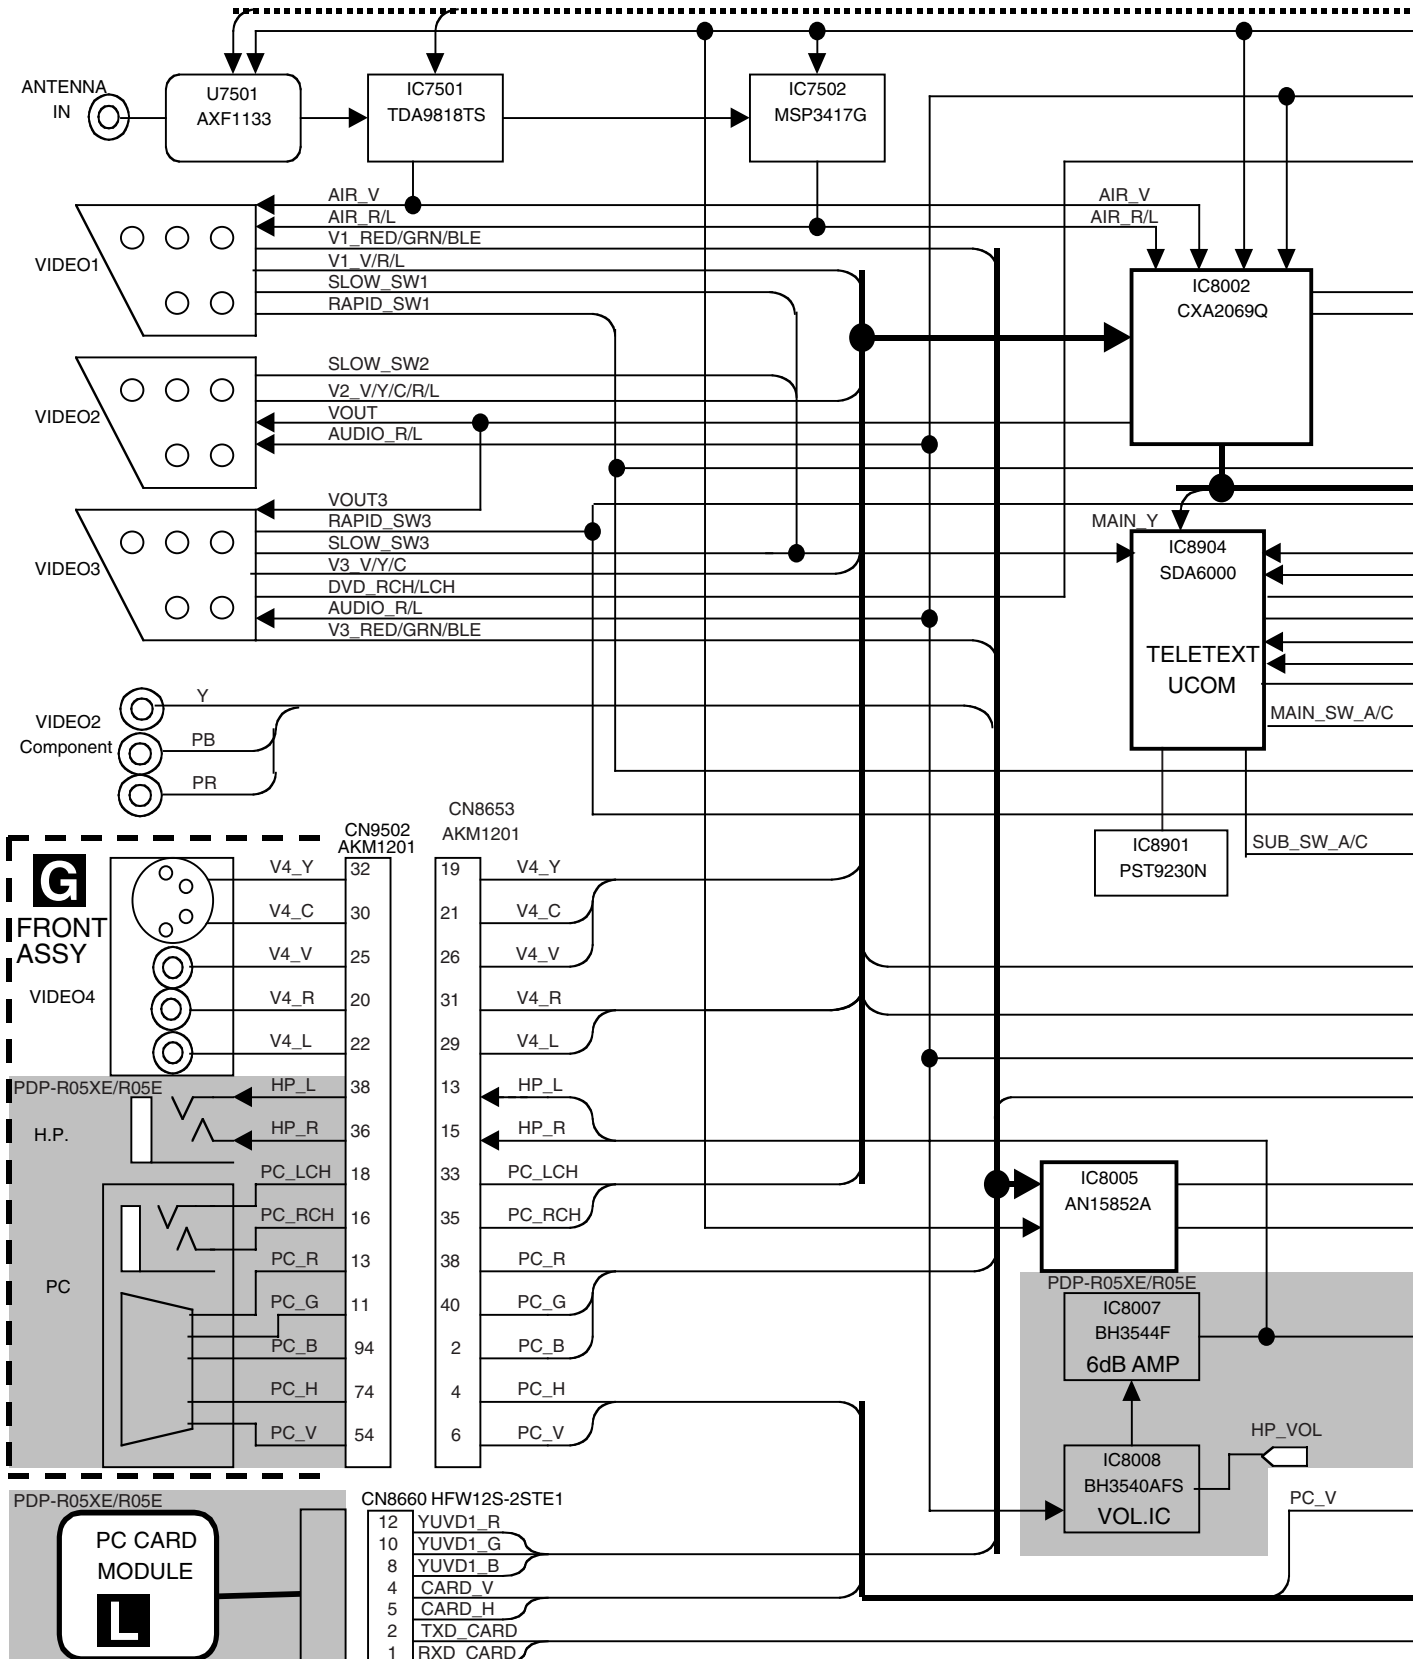 ANTENNA
IN
U7501
AXF1133
IC7501
TDA9818TS
IC7502
MSP3417G
VIDEO1
AIR_V
AIR_R/L
V1_RED/GRN/BLE
V1_V/R/L
SLOW_SW1
RAPID_SW1
AIR_V
AIR_R/L
IC8002
CXA2069Q
VIDEO2
SLOW_SW2
V2_V/Y/C/R/L
VOUT
AUDIO_R/L
VIDEO3
VOUT3
RAPID_SW3
SLOW_SW3
V3_V/Y/C
DVD_RCH/LCH
AUDIO_R/L
V3_RED/GRN/BLE
MAIN_Y
IC8904
SDA6000
TELETEXT
UCOM
MAIN_SW_A/C
VIDEO2
Component
Y
PB
PR
IC8901
PST9230N
SUB_SW_A/C
CN9502
AKM1201
CN8653
AKM1201
G
FRONT
ASSY
VIDEO4
V4_Y 32 19 V4_Y
V4_C 30 21 V4_C
V4_V 25 26 V4_V
V4_R 20 31 V4_R
V4_L 22 29 V4_L
PDP-R05XE/R05E
H.P.
HP_L 38 13 HP_L
HP_R 36 15 HP_R
PC_LCH 18 33 PC_LCH
PC_RCH 16 35 PC_RCH
PC
PC_R 13 38 PC_R
PC_G 11 40 PC_G
PC_B 94 2 PC_B
PC_H 74 4 PC_H
PC_V 54 6 PC_V
IC8005
AN15852A
PDP-R05XE/R05E
IC8007
BH3544F
6dB AMP
IC8008
BH3540AFS
VOL.IC
HP_VOL
PC_V
PDP-R05XE/R05E
PC CARD
MODULE
L
CN8660 HFW12S-2STE1
12 YUVD1_R
10 YUVD1_G
8 YUVD1_B
4 CARD_V
5 CARD_H
2 TXD_CARD
1 RXD_CARD